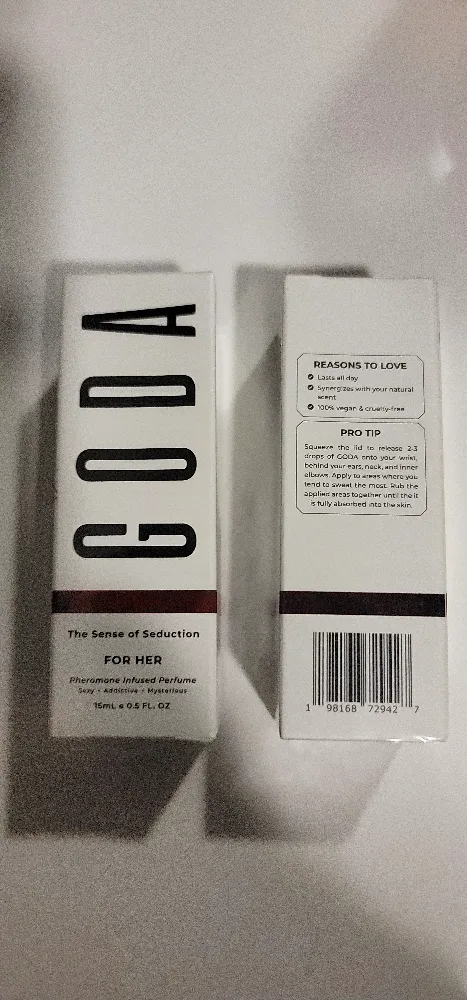 GODA
The Sense of Seduction
FOR HER
Pheromone Infused Perfume
Sexy - Addictive - Mysterious
15mL e 0.5 FL. OZ
REASONS TO LOVE
Lasts all day
Synergizes with your natural
scent
100% vegan & cruelty-free
PRO TIP
Squeeze the lid to release 2-3
drops of GODA onto your wrist,
behind your ears, neck, and inner
elbows. Apply to areas where you
tend to sweat the most. Rub the
applied areas together until the it
is fully absorbed into the skin.
1 98168 72942 7